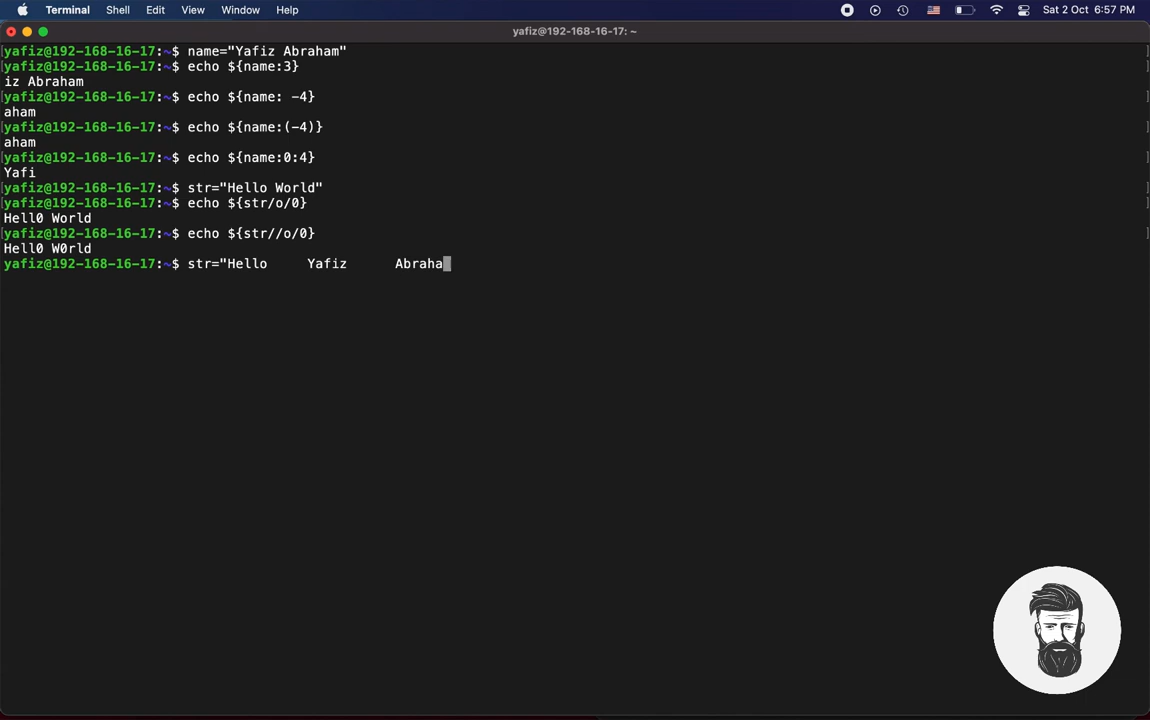 Terminal Shell Edit View Window Help Sat 2 Oct 6:57 PM
yafiz@192-168-16-17: ~
[yafiz@192-168-16-17:~$ name="Yafiz Abraham" ]
[yafiz@192-168-16-17:~$ echo ${name:3} ]
iz Abraham
[yafiz@192-168-16-17:~$ echo ${name: -4} ]
aham
[yafiz@192-168-16-17:~$ echo ${name:(-4)} ]
aham
[yafiz@192-168-16-17:~$ echo ${name:0:4} ]
Yafi
[yafiz@192-168-16-17:~$ str="Hello World" ]
[yafiz@192-168-16-17:~$ echo ${str/o/0} ]
Hell0 World
[yafiz@192-168-16-17:~$ echo ${str//o/0} ]
Hell0 W0rld
yafiz@192-168-16-17:~$ str="Hello     Yafiz      Abraha